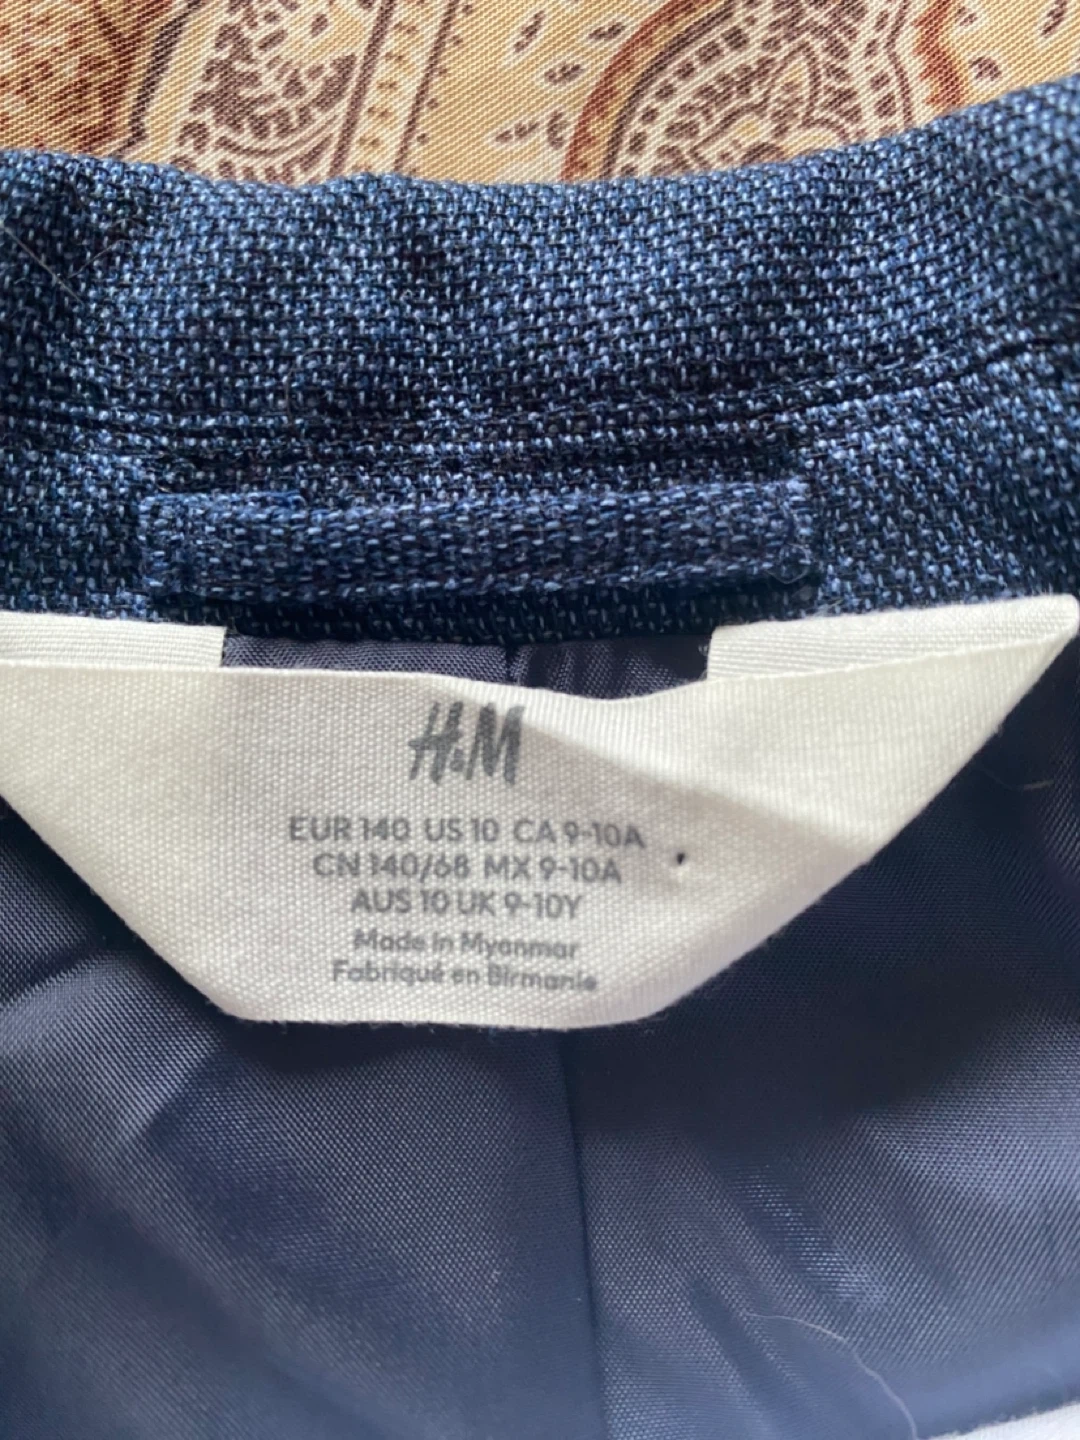 H&M
EUR 140 US 10 CA 9-10A
CN 140/68 MX 9-10A
AUS 10 UK 9-10Y
Made in Myanmar
Fabriqué en Birmanie